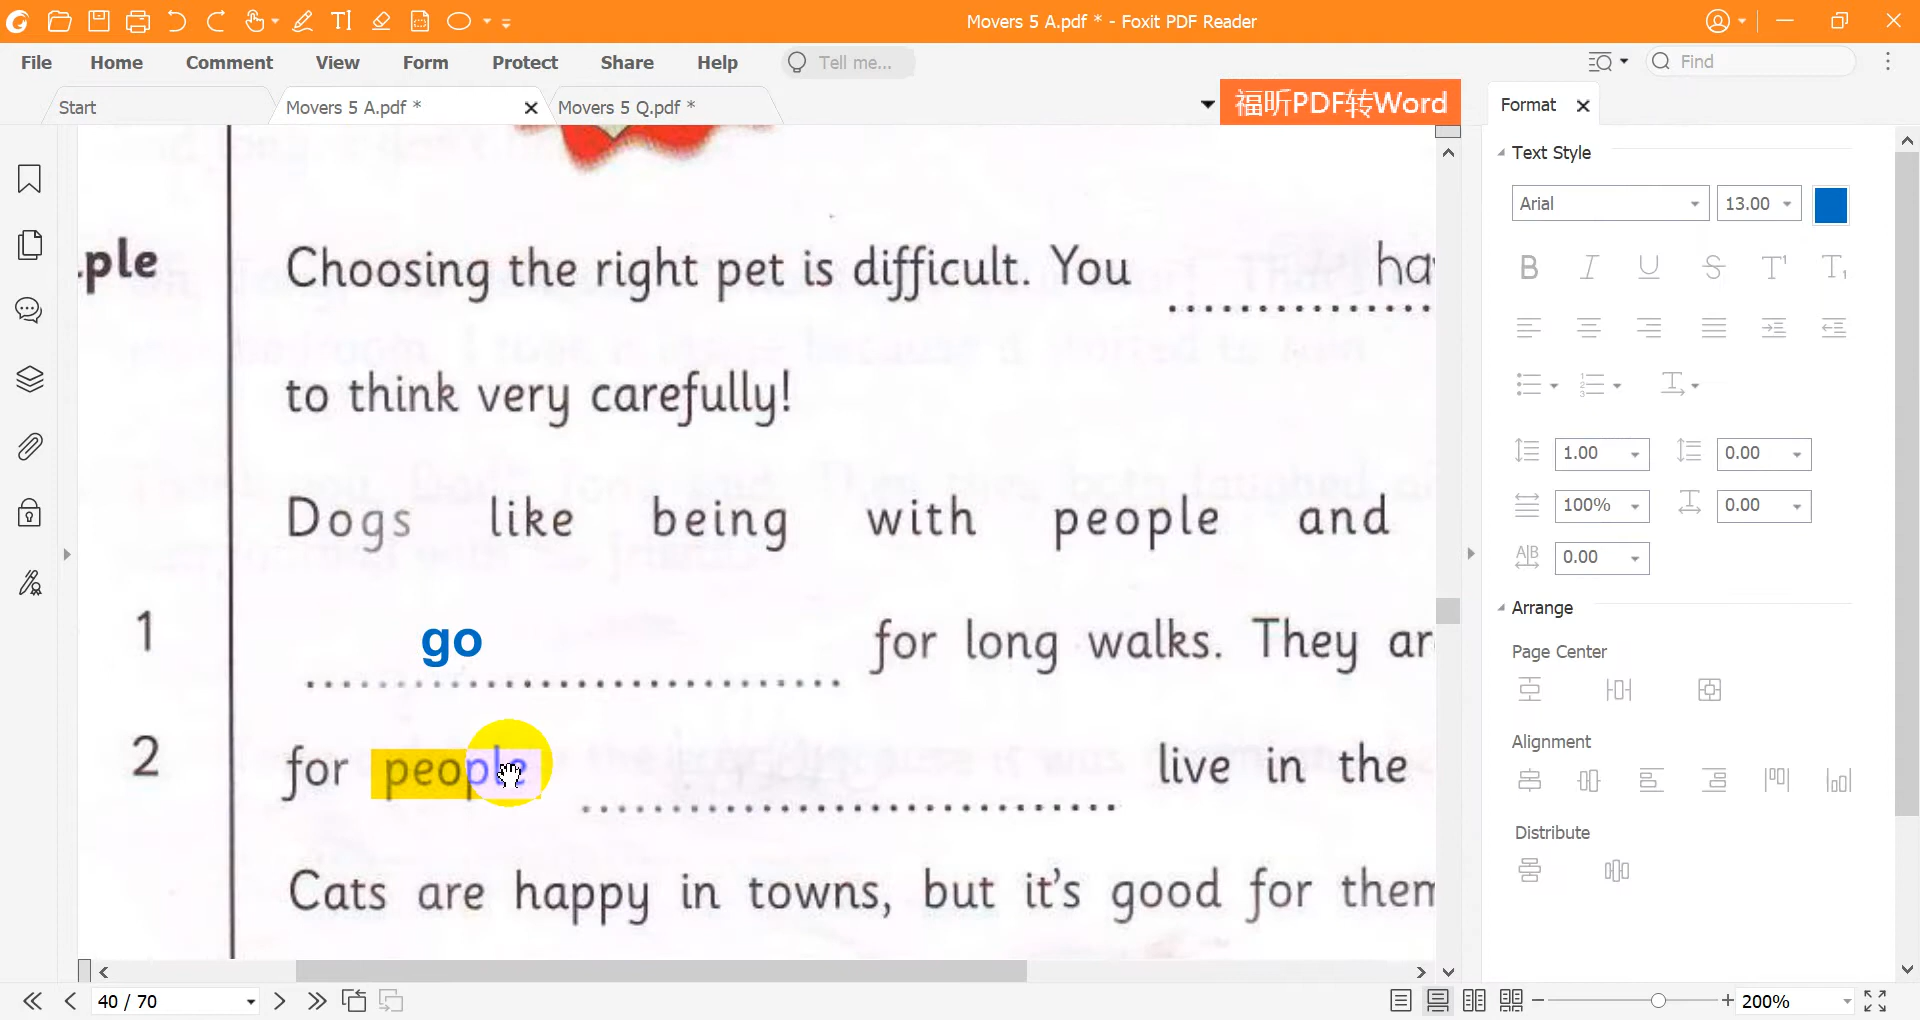 Movers 5 A.pdf * - Foxit PDF Reader
File Home Comment View Form Protect Share Help Tell me... Find
Start Movers 5 A.pdf * Movers 5 Q.pdf * 福昕PDF转Word Format
Text Style
Arial 13.00
1.00 0.00
100% 0.00
0.00
Arrange
Page Center
Alignment
Distribute
ple Choosing the right pet is difficult. You ha
to think very carefully!
Dogs like being with people and
1 go for long walks. They ar
2 for people live in the
Cats are happy in towns, but it's good for them
40 / 70 200%